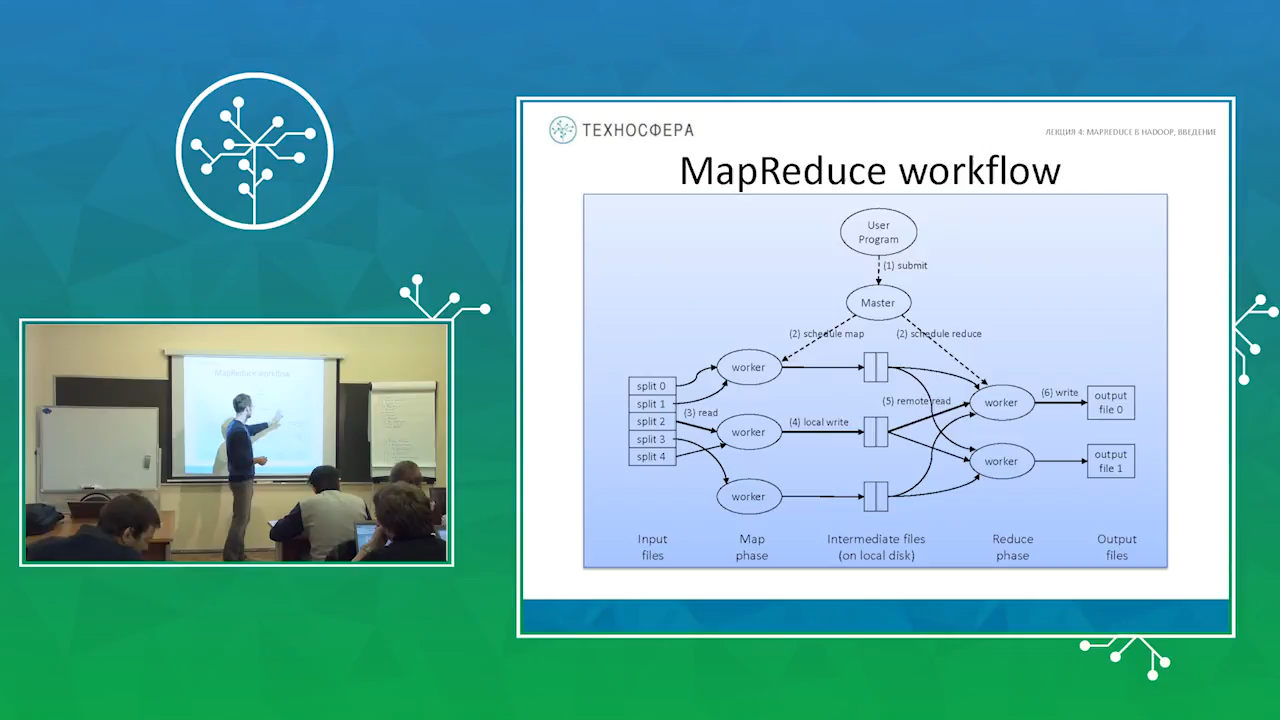 ТЕХНОСФЕРА
ЛЕКЦИЯ 4: MAPREDUCE В HADOOP, ВВЕДЕНИЕ
MapReduce workflow
User
Program
(1) submit
Master
(2) schedule map
(2) schedule reduce
worker
split 0
split 1
split 2
split 3
split 4
(3) read
worker
(4) local write
worker
(5) remote read
worker
worker
(6) write
output
file 0
output
file 1
Input
files
Map
phase
Intermediate files
(on local disk)
Reduce
phase
Output
files
MapReduce workflow